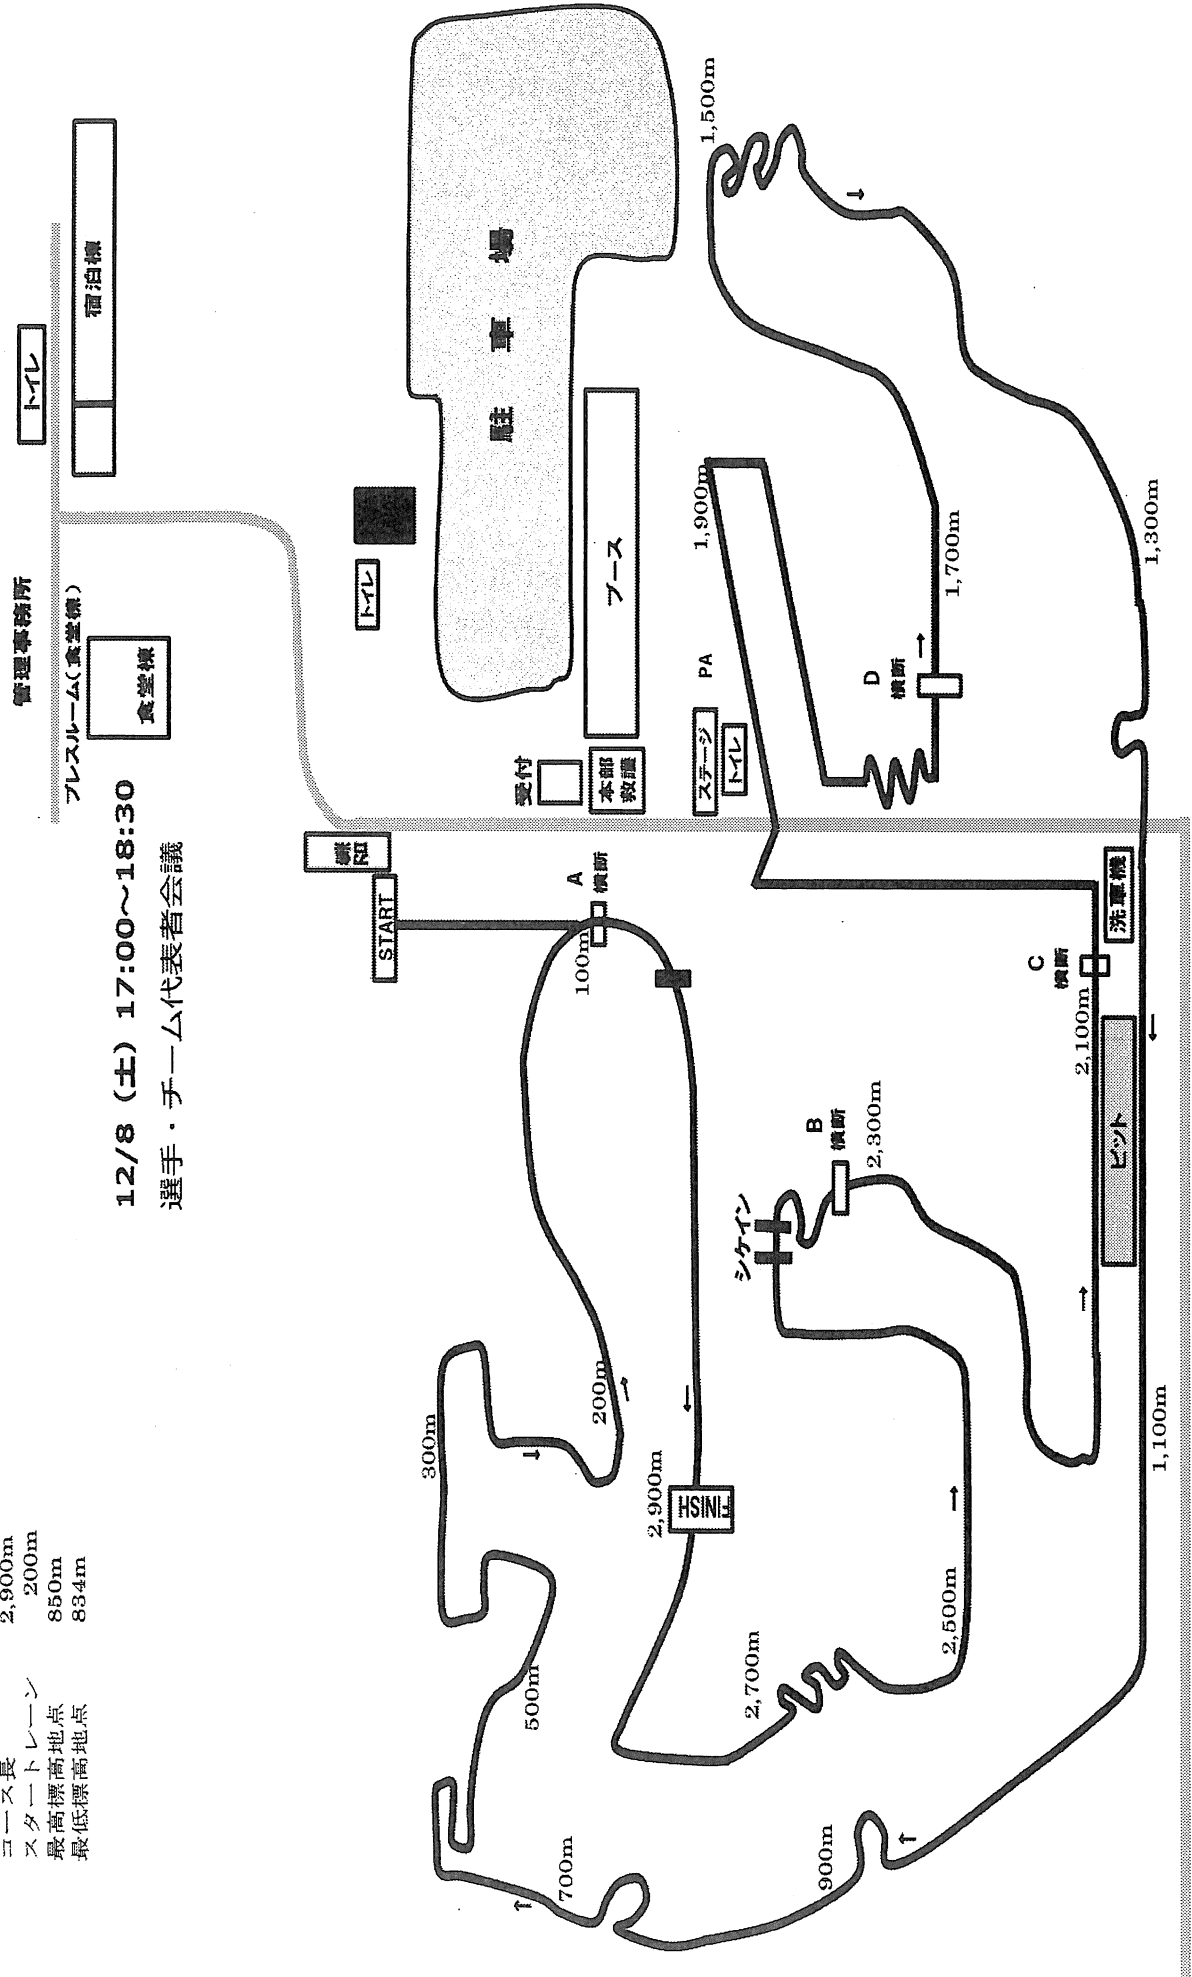 コース長 2,900m
スタートトレーン 200m
最高標高地点 850m
最低標高地点 834m
管理事務所
トイレ
プレスルーム(食堂棟)
宿泊棟
食堂棟
12/8 (土) 17:00～18:30
選手・チーム代表者会議
START
トイレ
駐 車 場
300m
500m
700m
200m
100m
A
横断
受付
本部
救護
ブース
2,900m
FINISH
2,700m
シケイン
ステージ
トイレ
PA
1,900m
1,500m
900m
B
横断
2,300m
D
横断
1,700m
2,500m
C
横断
2,100m
ピット
洗車機
1,100m
1,300m